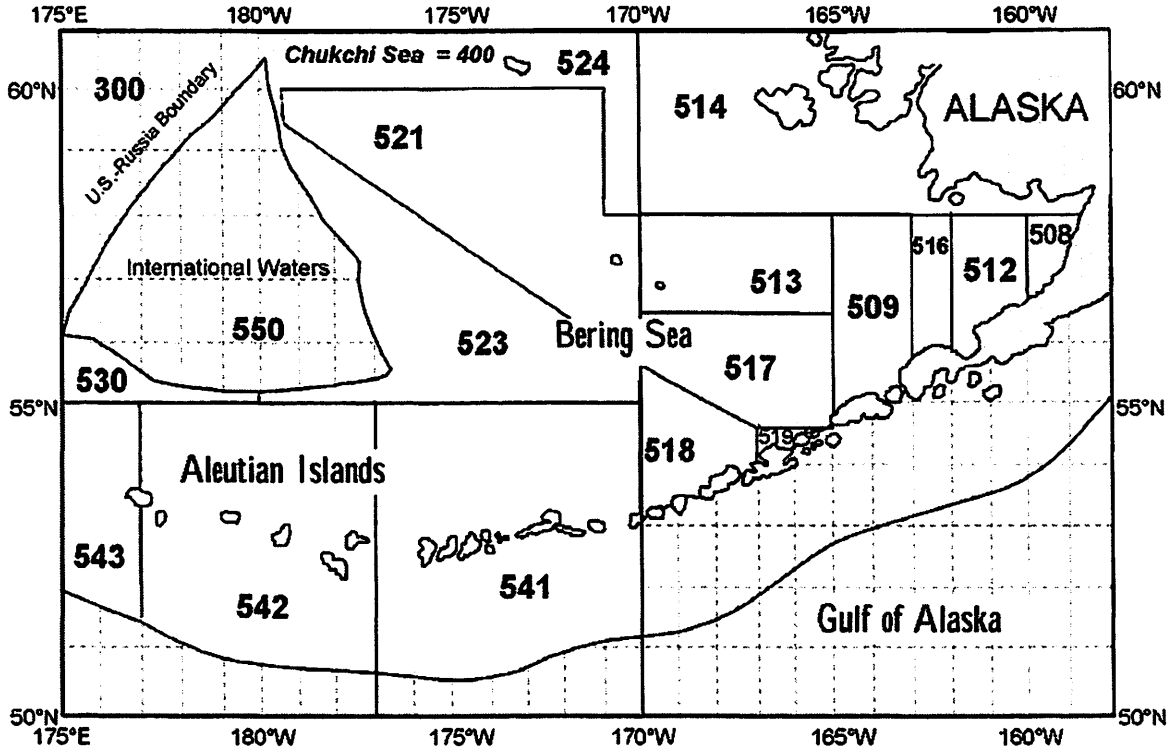 175°E 180°W 175°W 170°W 165°W 160°W
Chukchi Sea = 400
524
300
60°N
60°N
514
ALASKA
U.S.-Russia Boundary
521
516
508
International Waters
513
512
509
550
523
Bering Sea
530
517
55°N
55°N
519
518
Aleutian Islands
543
542
541
Gulf of Alaska
50°N
50°N
175°E 180°W 175°W 170°W 165°W 160°W